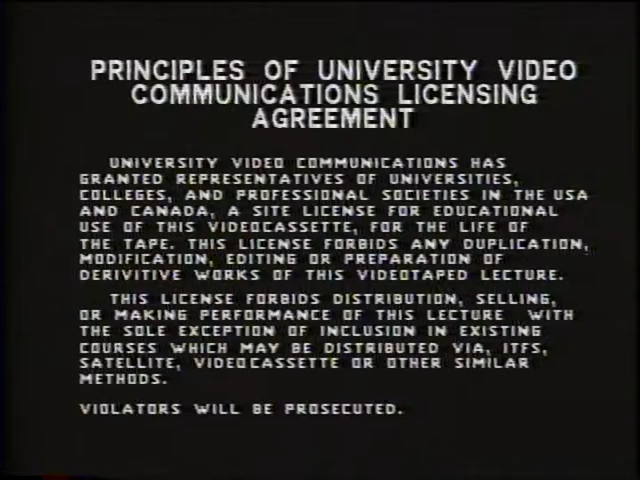 PRINCIPLES OF UNIVERSITY VIDEO
COMMUNICATIONS LICENSING
AGREEMENT
UNIVERSITY VIDEO COMMUNICATIONS HAS
GRANTED REPRESENTATIVES OF UNIVERSITIES,
COLLEGES, AND PROFESSIONAL SOCIETIES IN THE USA
AND CANADA, A SITE LICENSE FOR EDUCATIONAL
USE OF THIS VIDEOCASSETTE, FOR THE LIFE OF
THE TAPE. THIS LICENSE FORBIDS ANY DUPLICATION,
MODIFICATION, EDITING OR PREPARATION OF
DERIVITIVE WORKS OF THIS VIDEOTAPED LECTURE.
THIS LICENSE FORBIDS DISTRIBUTION, SELLING,
OR MAKING PERFORMANCE OF THIS LECTURE WITH
THE SOLE EXCEPTION OF INCLUSION IN EXISTING
COURSES WHICH MAY BE DISTRIBUTED VIA, ITFS,
SATELLITE, VIDEOCASSETTE OR OTHER SIMILAR
METHODS.
VIOLATORS WILL BE PROSECUTED.